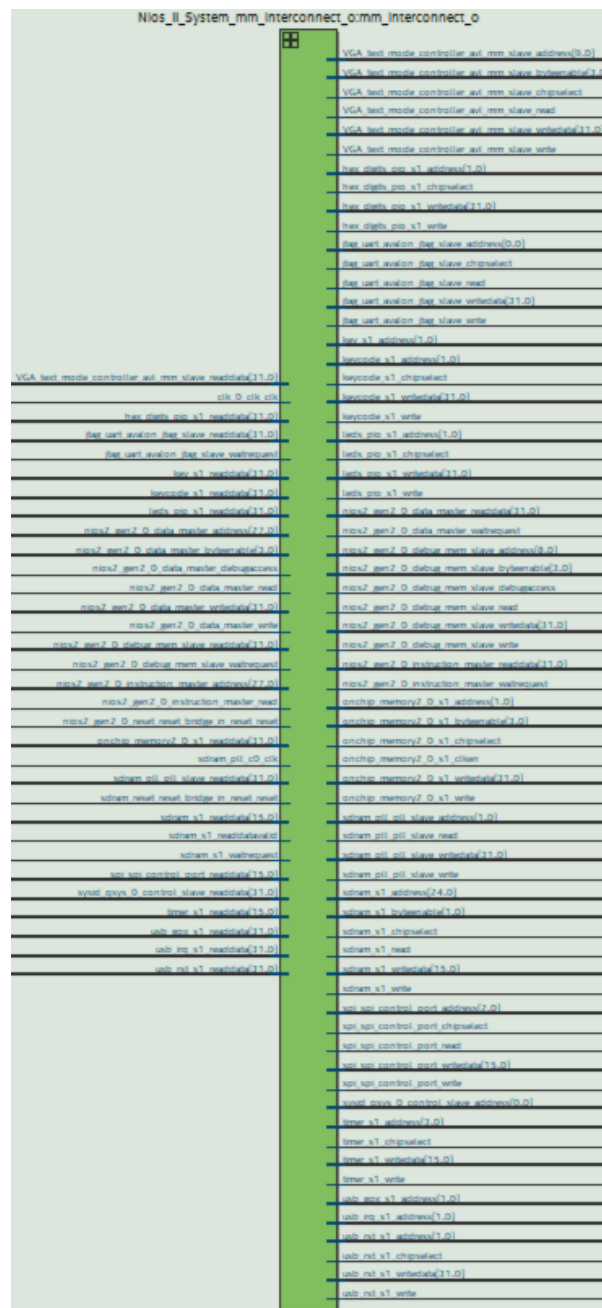 Nios_II_System_mm_interconnect_0:mm_interconnect_0
VGA_text_mode_controller_avl_mm_slave_readdata[31.0]
clk_0_clk_clk
hex_digits_pio_s1_readdata[31.0]
jtag_uart_avalon_jtag_slave_readdata[31.0]
jtag_uart_avalon_jtag_slave_waitrequest
key_s1_readdata[31.0]
keycode_s1_readdata[31.0]
leds_pio_s1_readdata[31.0]
nios2_gen2_0_data_master_address[27.0]
nios2_gen2_0_data_master_byteenable[3.0]
nios2_gen2_0_data_master_debugaccess
nios2_gen2_0_data_master_read
nios2_gen2_0_data_master_writedata[31.0]
nios2_gen2_0_data_master_write
nios2_gen2_0_debug_mem_slave_readdata[31.0]
nios2_gen2_0_debug_mem_slave_waitrequest
nios2_gen2_0_instruction_master_address[27.0]
nios2_gen2_0_instruction_master_read
nios2_gen2_0_reset_reset_bridge_in_reset_reset
onchip_memory2_0_s1_readdata[31.0]
sdram_pll_c0_clk
sdram_pll_pll_slave_readdata[31.0]
sdram_reset_reset_bridge_in_reset_reset
sdram_s1_readdata[15.0]
sdram_s1_readdatavalid
sdram_s1_waitrequest
spi_spi_control_port_readdata[15.0]
sysid_qsys_0_control_slave_readdata[31.0]
timer_s1_readdata[15.0]
usb_gpx_s1_readdata[31.0]
usb_irq_s1_readdata[31.0]
usb_rst_s1_readdata[31.0]
VGA_text_mode_controller_avl_mm_slave_address[9.0]
VGA_text_mode_controller_avl_mm_slave_byteenable[3.0
VGA_text_mode_controller_avl_mm_slave_chipselect
VGA_text_mode_controller_avl_mm_slave_read
VGA_text_mode_controller_avl_mm_slave_writedata[31.0]
VGA_text_mode_controller_avl_mm_slave_write
hex_digits_pio_s1_address[1.0]
hex_digits_pio_s1_chipselect
hex_digits_pio_s1_writedata[31.0]
hex_digits_pio_s1_write
jtag_uart_avalon_jtag_slave_address[0.0]
jtag_uart_avalon_jtag_slave_chipselect
jtag_uart_avalon_jtag_slave_read
jtag_uart_avalon_jtag_slave_writedata[31.0]
jtag_uart_avalon_jtag_slave_write
key_s1_address[1.0]
keycode_s1_address[1.0]
keycode_s1_chipselect
keycode_s1_writedata[31.0]
keycode_s1_write
leds_pio_s1_address[1.0]
leds_pio_s1_chipselect
leds_pio_s1_writedata[31.0]
leds_pio_s1_write
nios2_gen2_0_data_master_readdata[31.0]
nios2_gen2_0_data_master_waitrequest
nios2_gen2_0_debug_mem_slave_address[8.0]
nios2_gen2_0_debug_mem_slave_byteenable[3.0]
nios2_gen2_0_debug_mem_slave_debugaccess
nios2_gen2_0_debug_mem_slave_read
nios2_gen2_0_debug_mem_slave_writedata[31.0]
nios2_gen2_0_debug_mem_slave_write
nios2_gen2_0_instruction_master_readdata[31.0]
nios2_gen2_0_instruction_master_waitrequest
onchip_memory2_0_s1_address[1.0]
onchip_memory2_0_s1_byteenable[3.0]
onchip_memory2_0_s1_chipselect
onchip_memory2_0_s1_clken
onchip_memory2_0_s1_writedata[31.0]
onchip_memory2_0_s1_write
sdram_pll_pll_slave_address[1.0]
sdram_pll_pll_slave_read
sdram_pll_pll_slave_writedata[31.0]
sdram_pll_pll_slave_write
sdram_s1_address[24.0]
sdram_s1_byteenable[1.0]
sdram_s1_chipselect
sdram_s1_read
sdram_s1_writedata[15.0]
sdram_s1_write
spi_spi_control_port_address[2.0]
spi_spi_control_port_chipselect
spi_spi_control_port_read
spi_spi_control_port_writedata[15.0]
spi_spi_control_port_write
sysid_qsys_0_control_slave_address[0.0]
timer_s1_address[3.0]
timer_s1_chipselect
timer_s1_writedata[15.0]
timer_s1_write
usb_gpx_s1_address[1.0]
usb_irq_s1_address[1.0]
usb_rst_s1_address[1.0]
usb_rst_s1_chipselect
usb_rst_s1_writedata[31.0]
usb_rst_s1_write